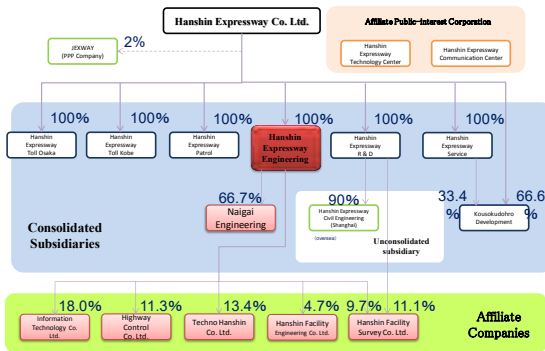 Hanshin Expressway Co. Ltd.
Affiliate Public-interest Corporation
JEXWAY
(PPP Company)
2%
Hanshin
Expressway
Technology Center
Hanshin Expressway
Communication Center
100%
100%
100%
100%
100%
100%
Hanshin
Expressway
Toll Osaka
Hanshin
Expressway
Toll Kobe
Hanshin
Expressway
Patrol
Hanshin
Expressway
Engineering
Hanshin
Expressway
R & D
Hanshin
Expressway
Service
66.7%
Naigai
Engineering
90%
Hanshin Expressway
Civil Engineering
(Shanghai)
(oversea)
Unconsolidated
subsidiary
33.4
%
66.6
%
Kousokudohro
Development
Consolidated
Subsidiaries
18.0%
11.3%
13.4%
4.7%
9.7%
11.1%
Information
Technology Co.
Ltd.
Highway
Control
Co. Ltd.
Techno Hanshin
Co. Ltd.
Hanshin Facility
Engineering Co. Ltd.
Hanshin Facility
Survey Co. Ltd.
Affiliate
Companies